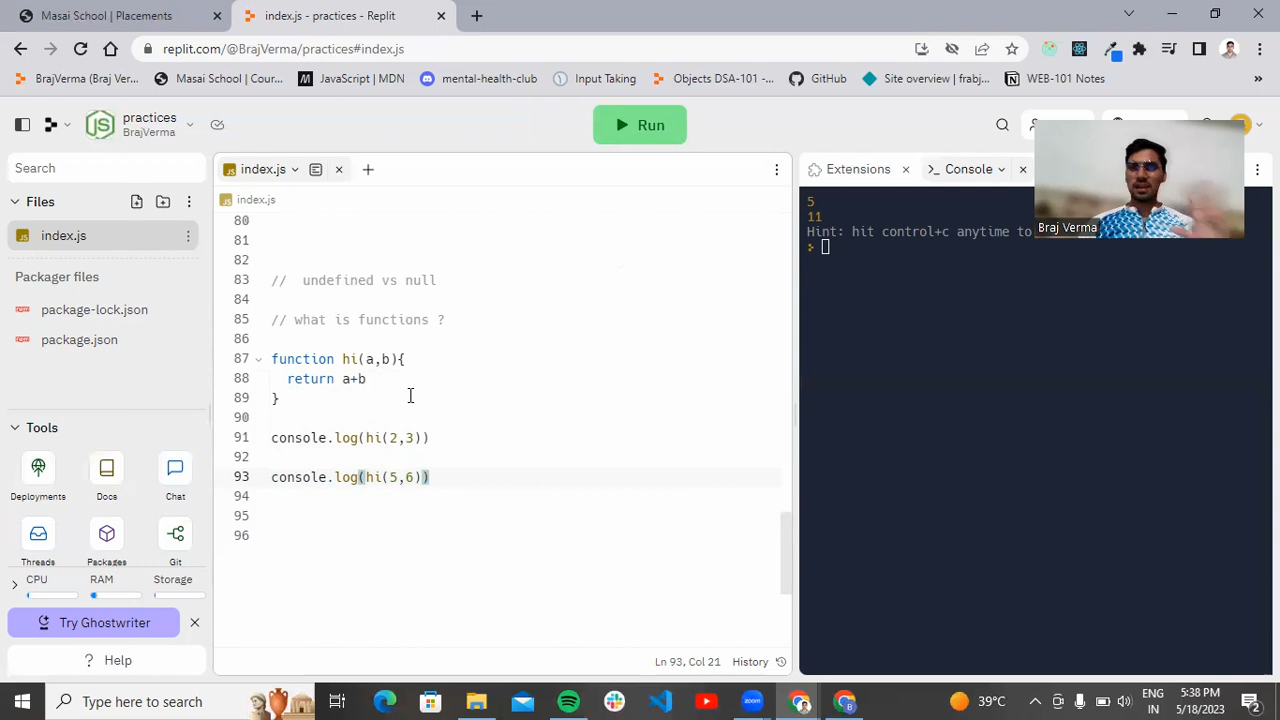 Masai School | Placements
index.js - practices - Replit
replit.com/@BrajVerma/practices#index.js
BrajVerma (Braj Ver...
Masai School | Cour...
JavaScript | MDN
mental-health-club
Input Taking
Objects DSA-101 -...
GitHub
Site overview / frabj...
WEB-101 Notes
practices
BrajVerma
Run
Search
Files
index.js
Packager files
package-lock.json
package.json
Tools
Deployments
Docs
Chat
Threads
Packages
Git
CPU
RAM
Storage
Try Ghostwriter
? Help
index.js
index.js
80
81
82
83 // undefined vs null
84
85 // what is functions ?
86
87 function hi(a,b){
88 return a+b
89 }
90
91 console.log(hi(2,3))
92
93 console.log(hi(5,6))
94
95
96
Ln 93, Col 21
History
Extensions
Console
5
11
Hint: hit control+c anytime to
Braj Verma
Type here to search
39°C
ENG
IN
5:38 PM
5/18/2023
2